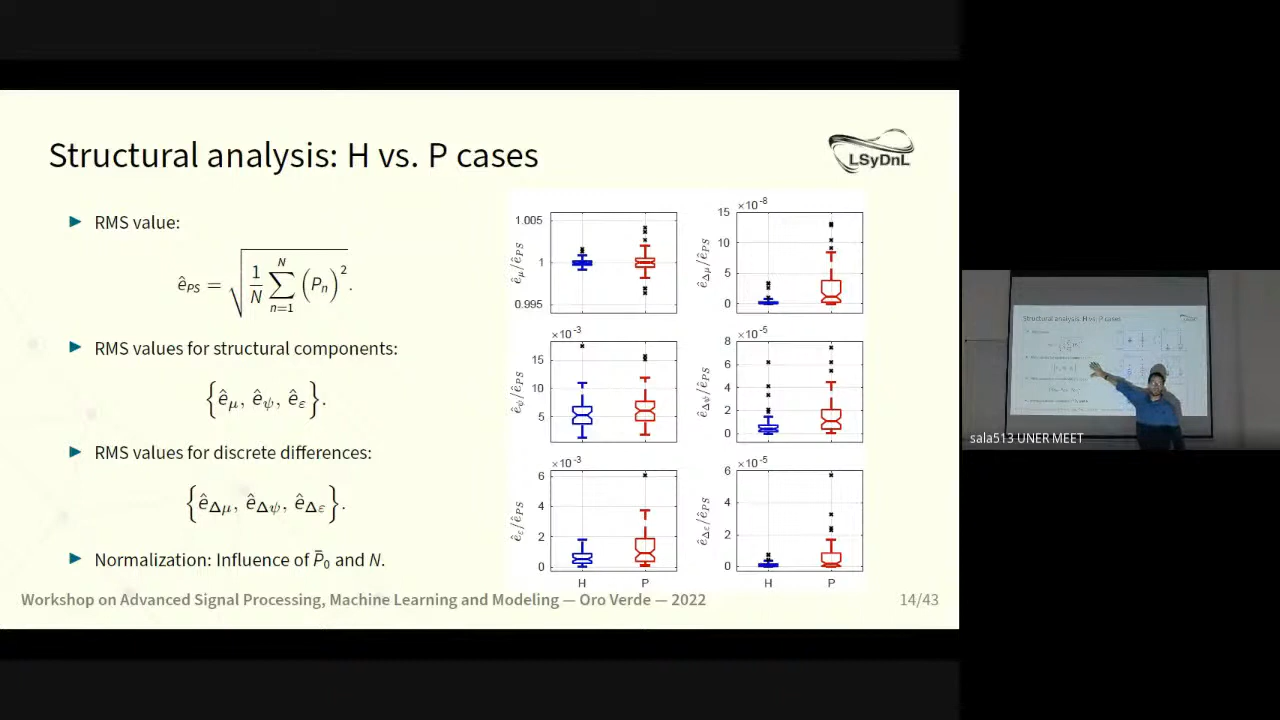 Structural analysis: H vs. P cases
LSyDnL
RMS value:
ê_PS = √(1/N ∑_{n=1}^{N} (P_n)²).
RMS values for structural components:
{ê_μ, ê_ψ, ê_ε}.
RMS values for discrete differences:
{ê_Δμ, ê_Δψ, ê_Δε}.
Normalization: Influence of P̄₀ and N.
ê_μ/ê_PS
1.005
1
0.995
ê_Δμ/ê_PS
×10⁻⁸
15
10
5
0
ê_ψ/ê_PS
×10⁻³
15
10
5
ê_Δψ/ê_PS
×10⁻⁵
8
6
4
2
0
ê_ε/ê_PS
×10⁻³
6
4
2
0
H P
ê_Δε/ê_PS
×10⁻⁵
6
4
2
0
H P
Workshop on Advanced Signal Processing, Machine Learning and Modeling — Oro Verde — 2022
14/43
Structural analysis: H vs. P cases
sala513 UNER MEET